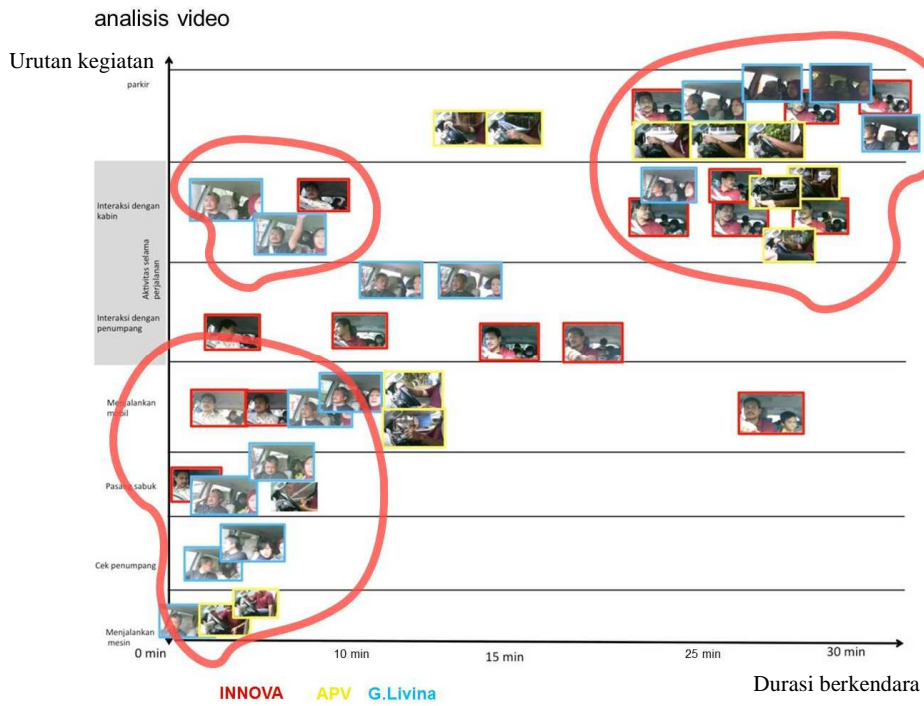 analisis video
Urutan kegiatan
parkir
Interaksi dengan
kabin
Aktivitas selama
perjalanan
Interaksi dengan
penumpang
Menjalankan
mobil
Pasang sabuk
Cek penumpang
Menjalankan
mesin
0 min
10 min
15 min
25 min
30 min
INNOVA APV G.Livina
Durasi berkendara